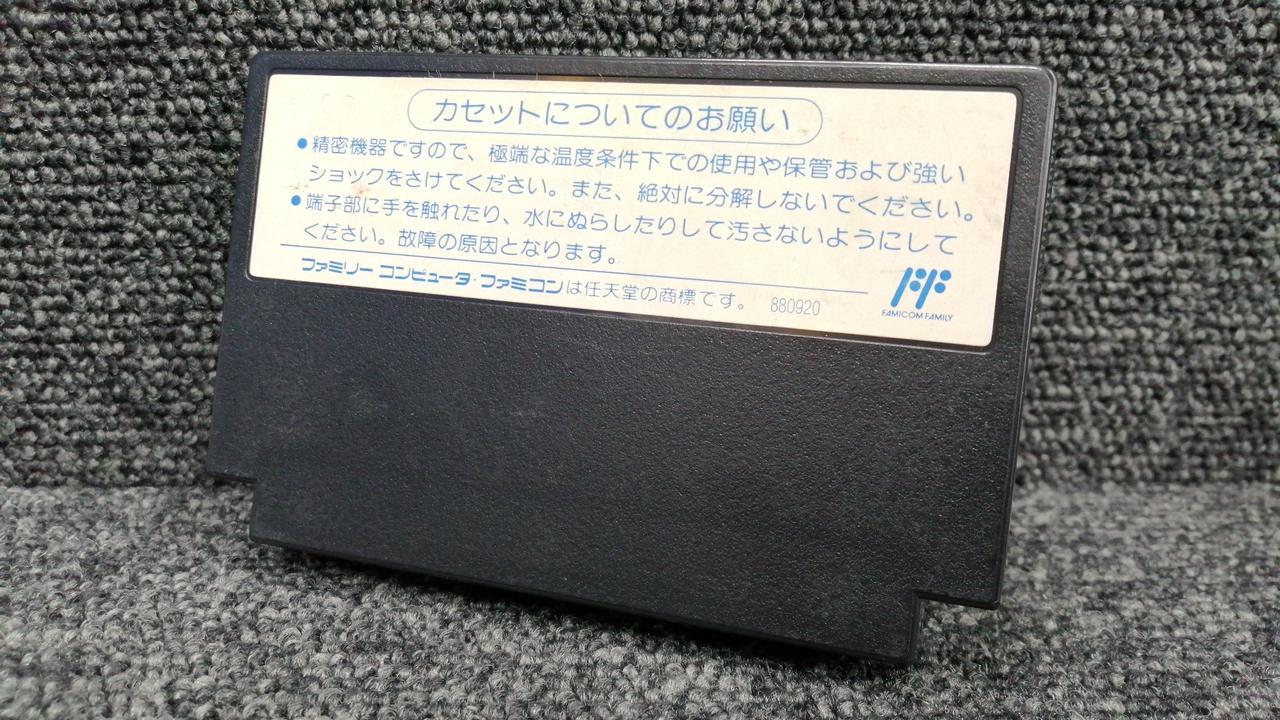 カセットについてのお願い
●精密機器ですので、極端な温度条件下での使用や保管および強い
ショックをさけてください。また、絶対に分解しないでください。
●端子部に手を触れたり、水にぬらしたりして汚さないようにして
ください。故障の原因となります。
ファミリー コンピュータ・ファミコンは任天堂の商標です。 880920
FF
FAMICOM FAMILY